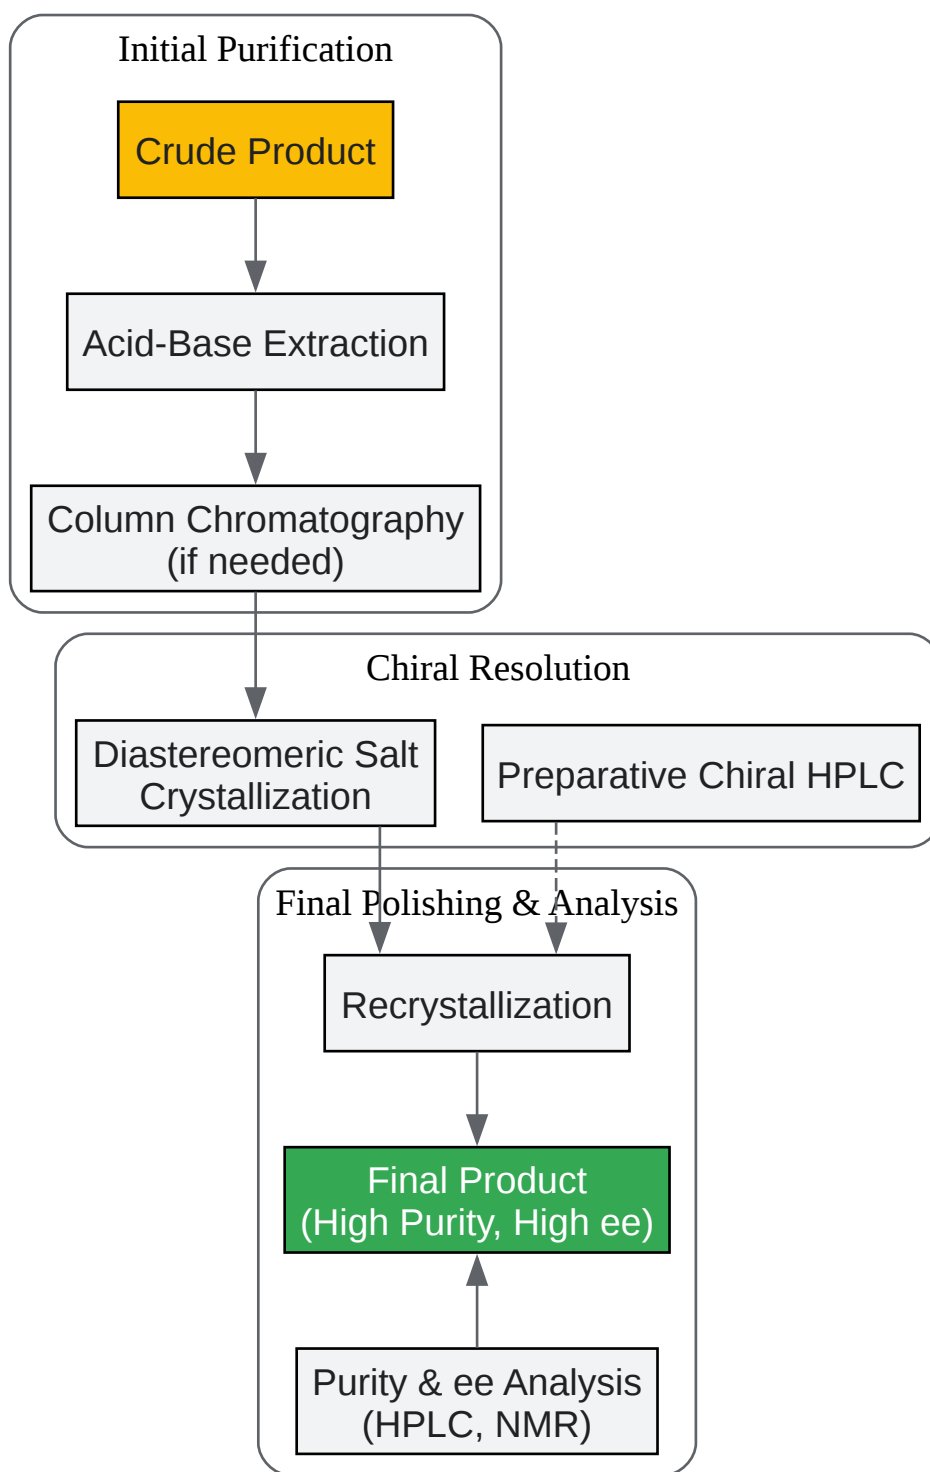 Initial Purification
Crude Product
Acid-Base Extraction
Column Chromatography
(if needed)
Chiral Resolution
Diastereomeric Salt
Crystallization
Preparative Chiral HPLC
Final Polishing & Analysis
Recrystallization
Final Product
(High Purity, High ee)
Purity & ee Analysis
(HPLC, NMR)